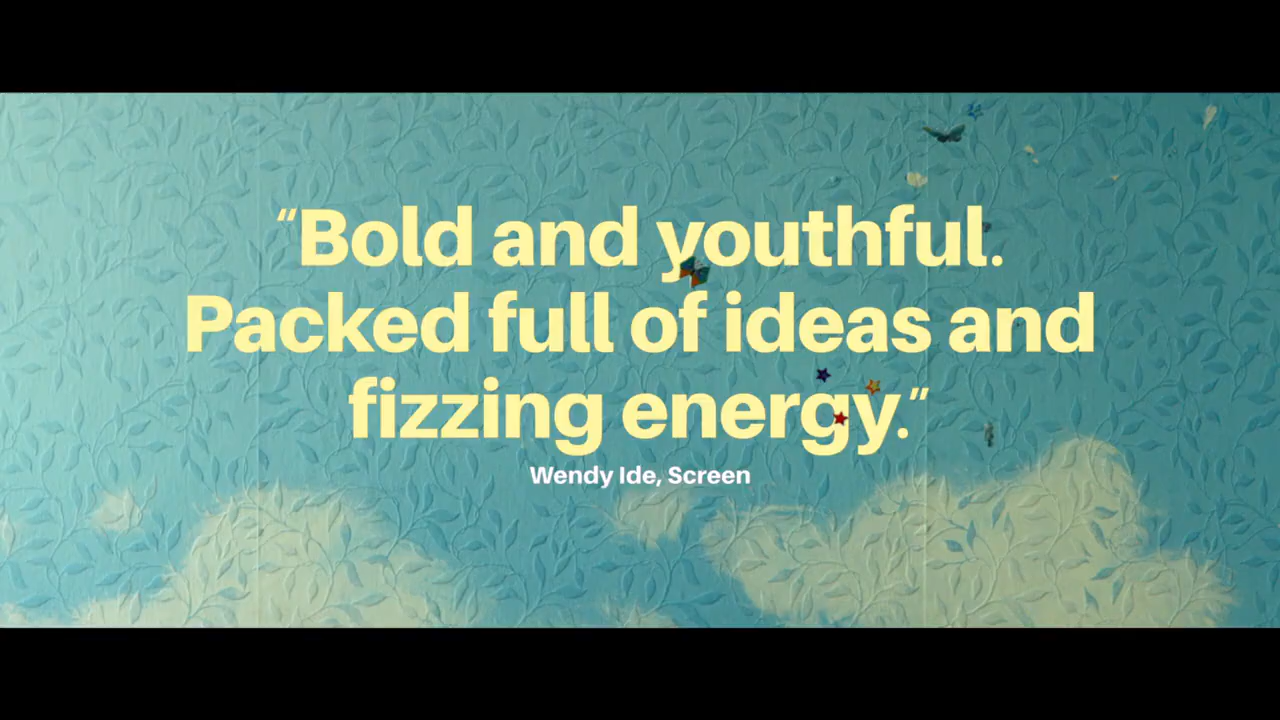 “Bold and youthful.
Packed full of ideas and
fizzing energy.”
Wendy Ide, Screen